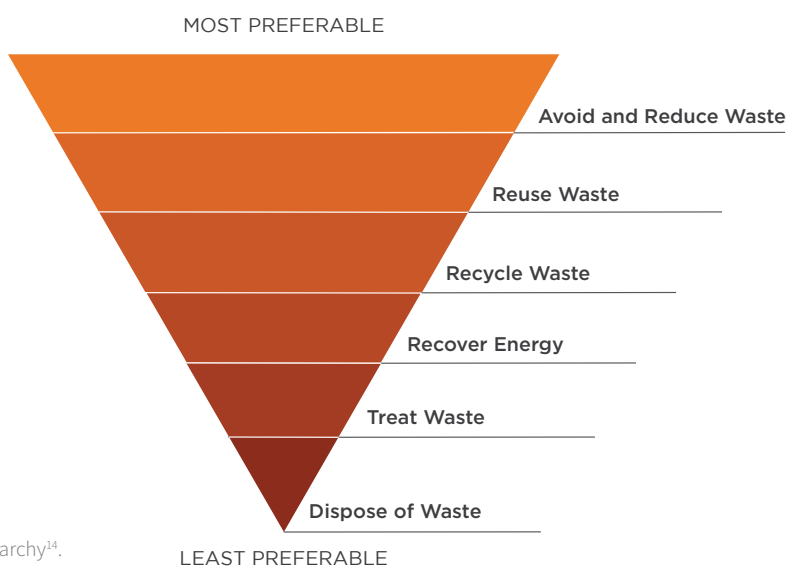 MOST PREFERABLE
Avoid and Reduce Waste
Reuse Waste
Recycle Waste
Recover Energy
Treat Waste
Dispose of Waste
archy¹⁴.
LEAST PREFERABLE